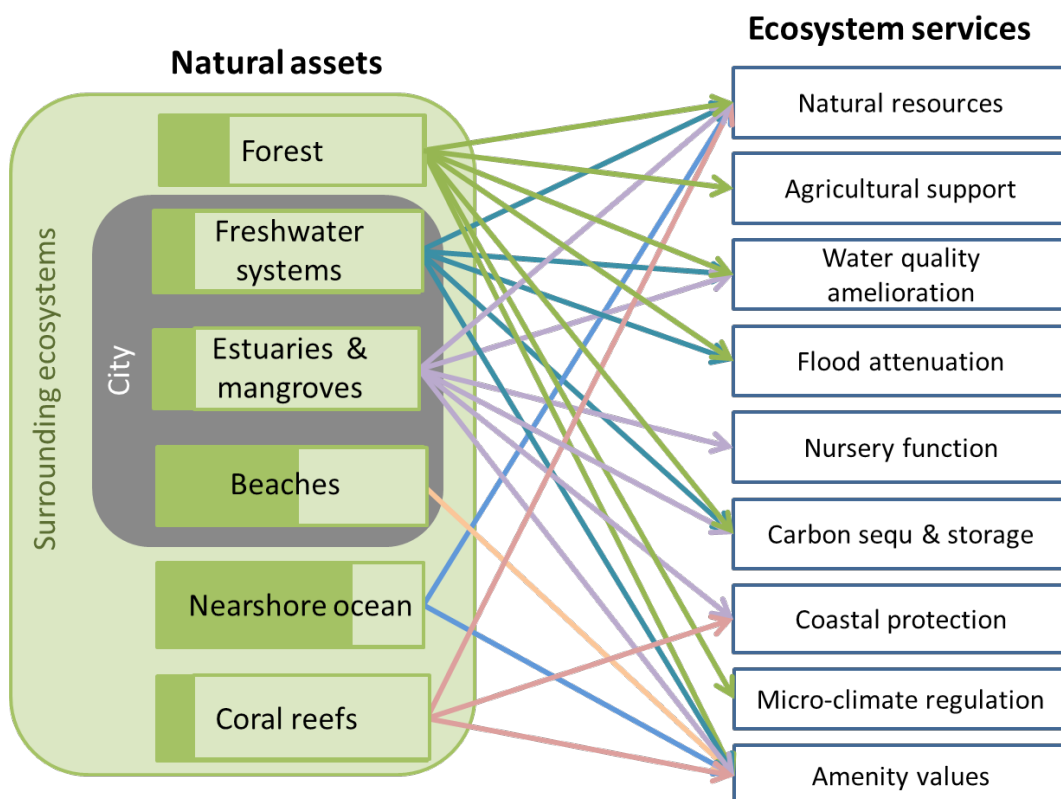 Natural assets
Surrounding ecosystems
City
Forest
Freshwater
systems
Estuaries &
mangroves
Beaches
Nearshore ocean
Coral reefs
Ecosystem services
Natural resources
Agricultural support
Water quality
amelioration
Flood attenuation
Nursery function
Carbon sequ & storage
Coastal protection
Micro-climate regulation
Amenity values